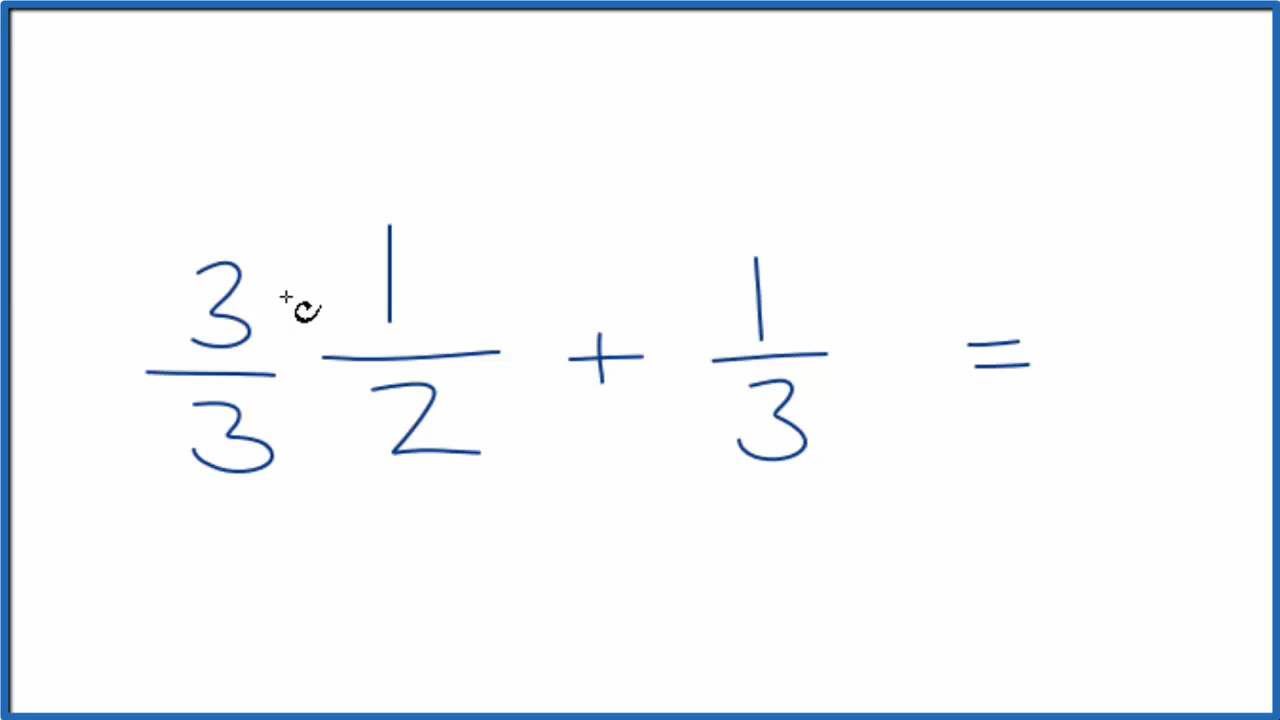 3/3 1/2 + 1/3 =